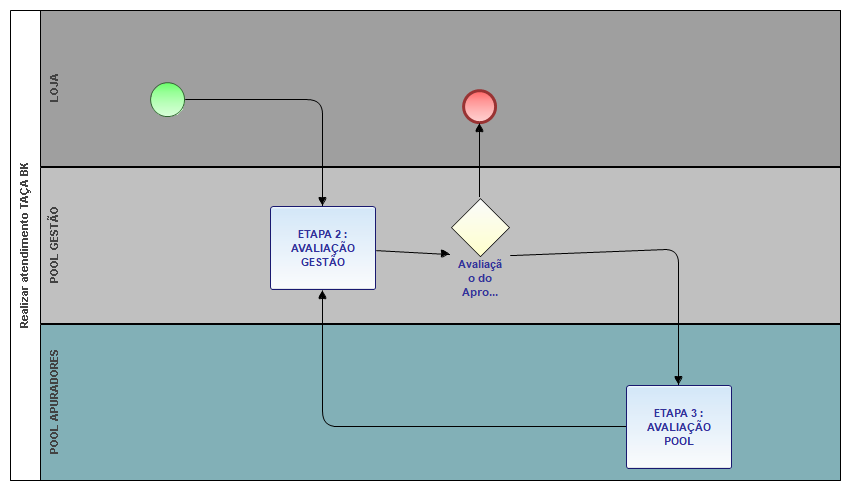 Realizar atendimento TAÇA BK
LOJA
POOL GESTÃO
ETAPA 2 :
AVALIAÇÃO
GESTÃO
Avaliaçã
o do
Apro...
POOL APURADORES
ETAPA 3 :
AVALIAÇÃO
POOL